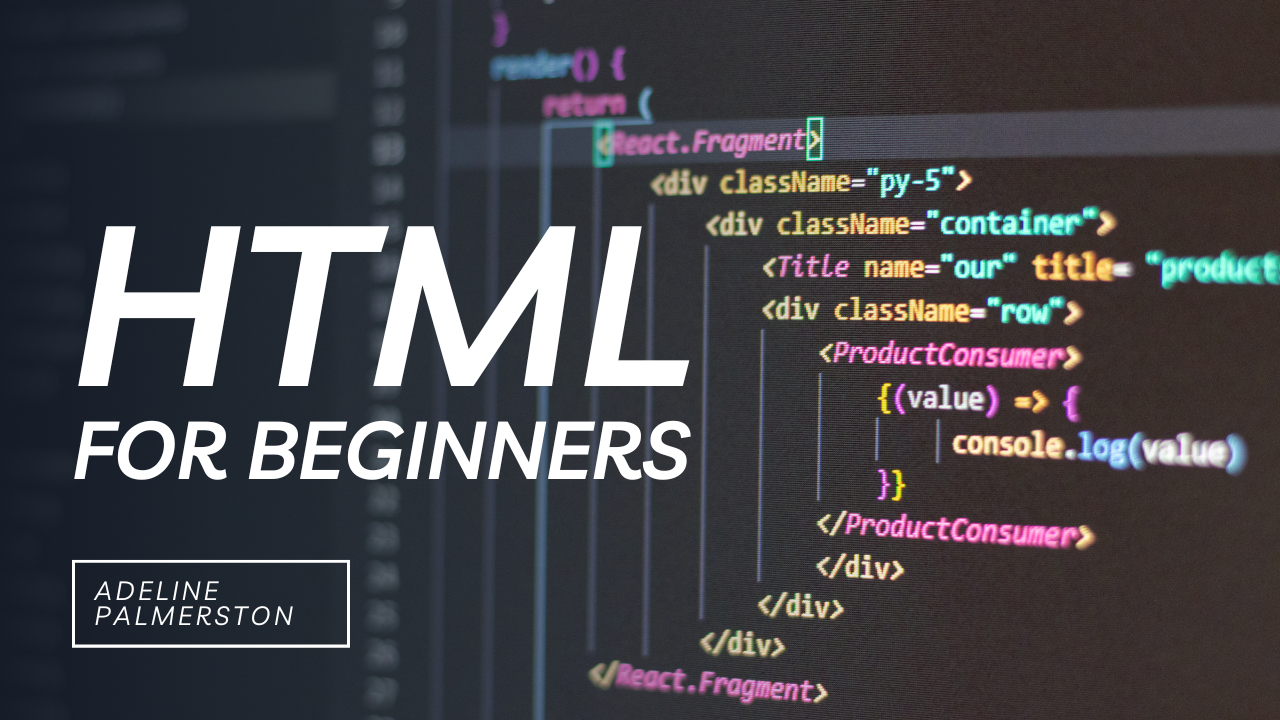 HTML
FOR BEGINNERS
ADELINE
PALMERSTON
}
render() {
return (
<React.Fragment>
<div className="py-5">
<div className="container">
<Title name="our" title= "product
<div className="row">
<ProductConsumer>
{(value) => {
console.log(value)
}}
</ProductConsumer>
</div>
</div>
</div>
</React.Fragment>